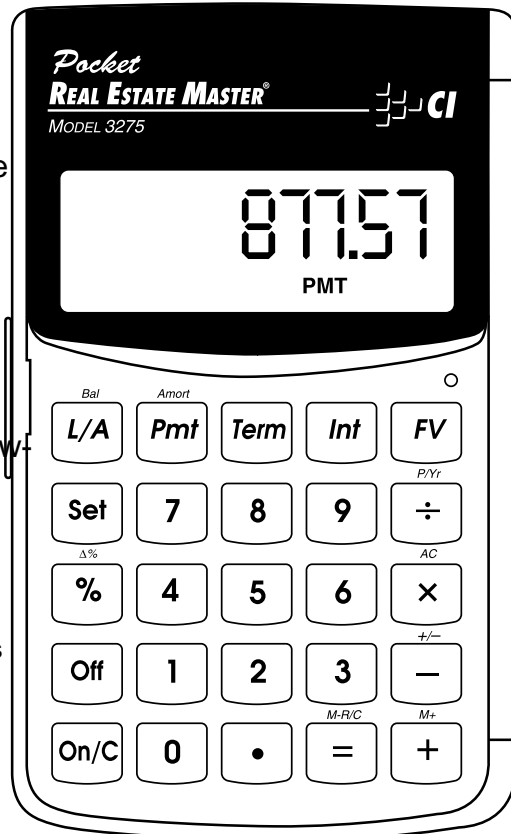 Pocket
REAL ESTATE MASTER®
MODEL 3275
CI
e
877.57
PMT
Bal Amort
L/A Pmt Term Int FV
w-
P/Yr
Set 7 8 9 ÷
Δ% AC
% 4 5 6 ×
+/–
s
Off 1 2 3 –
M-R/C M+
On/C 0 • = +